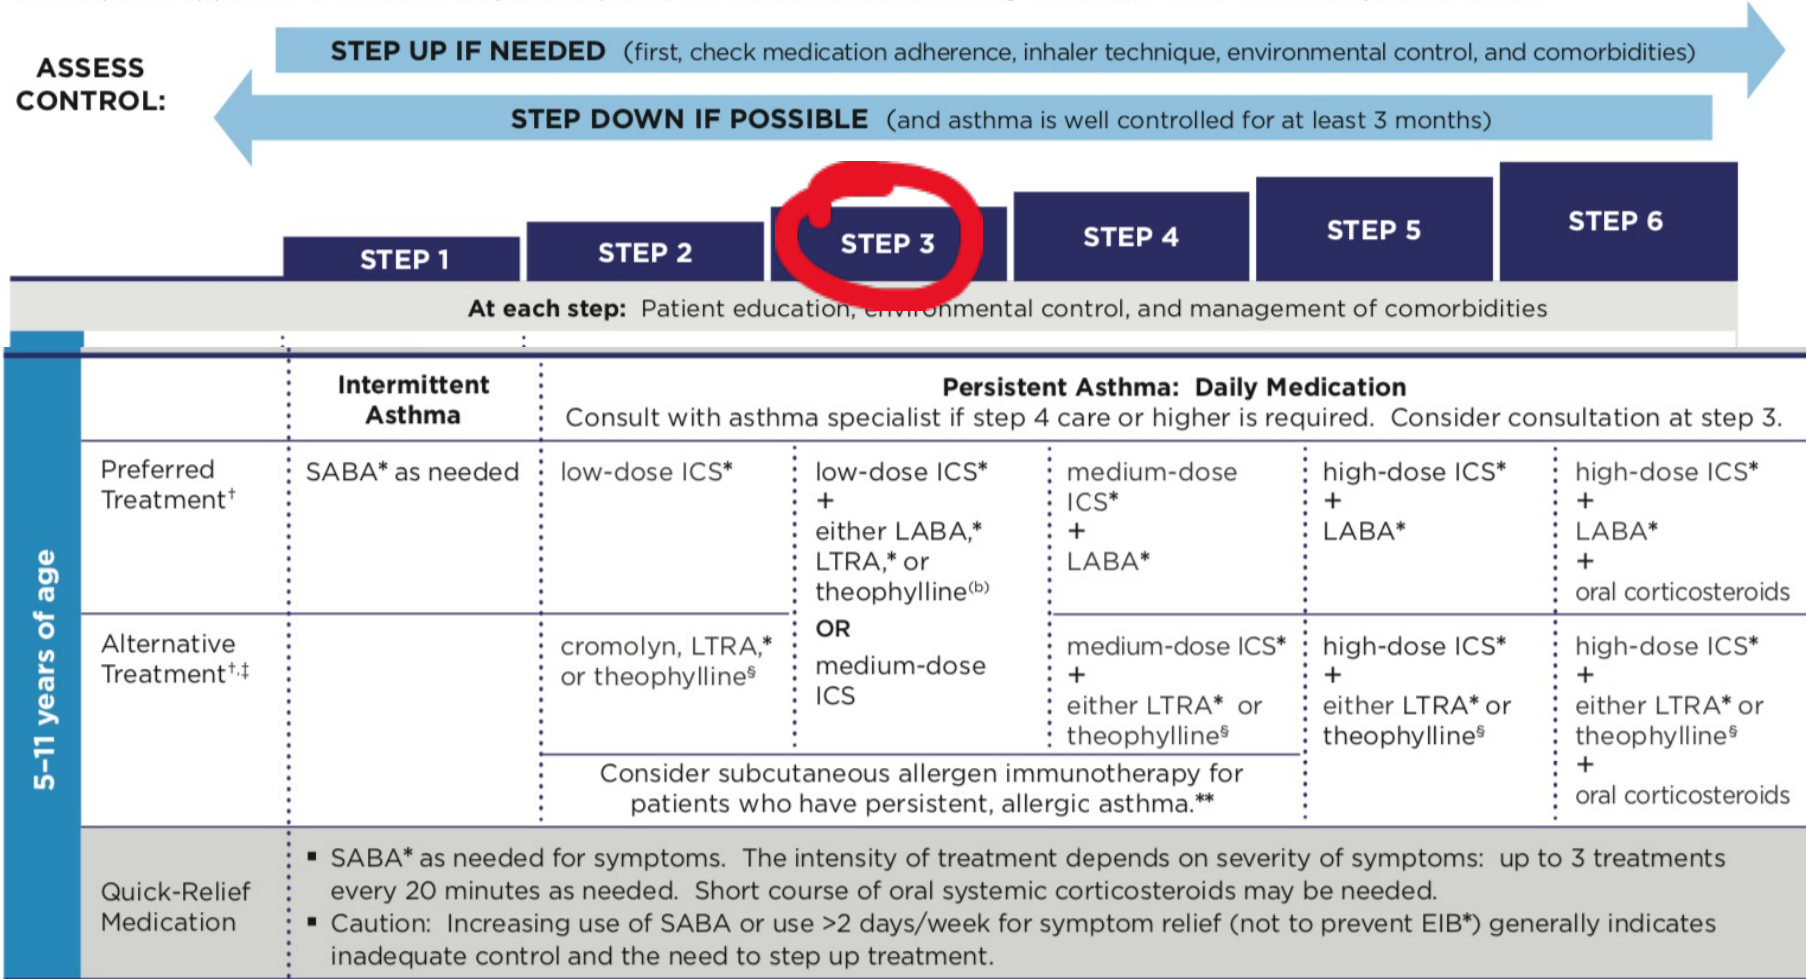 STEP UP IF NEEDED (first, check medication adherence, inhaler technique, environmental control, and comorbidities)
ASSESS
CONTROL:
STEP DOWN IF POSSIBLE (and asthma is well controlled for at least 3 months)
STEP 1
STEP 2
STEP 3
STEP 4
STEP 5
STEP 6
At each step: Patient education, environmental control, and management of comorbidities
5–11 years of age
Intermittent
Asthma
Persistent Asthma: Daily Medication
Consult with asthma specialist if step 4 care or higher is required. Consider consultation at step 3.
Preferred
Treatment†
SABA* as needed
low-dose ICS*
low-dose ICS*
+
either LABA,*
LTRA,* or
theophylline(b)
OR
medium-dose
ICS
medium-dose
ICS*
+
LABA*
high-dose ICS*
+
LABA*
high-dose ICS*
+
LABA*
+
oral corticosteroids
Alternative
Treatment†,‡
cromolyn, LTRA,*
or theophylline§
medium-dose ICS*
+
either LTRA* or
theophylline§
high-dose ICS*
+
either LTRA* or
theophylline§
high-dose ICS*
+
either LTRA* or
theophylline§
+
oral corticosteroids
Consider subcutaneous allergen immunotherapy for
patients who have persistent, allergic asthma.**
Quick-Relief
Medication
▪ SABA* as needed for symptoms. The intensity of treatment depends on severity of symptoms: up to 3 treatments
every 20 minutes as needed. Short course of oral systemic corticosteroids may be needed.
▪ Caution: Increasing use of SABA or use >2 days/week for symptom relief (not to prevent EIB*) generally indicates
inadequate control and the need to step up treatment.